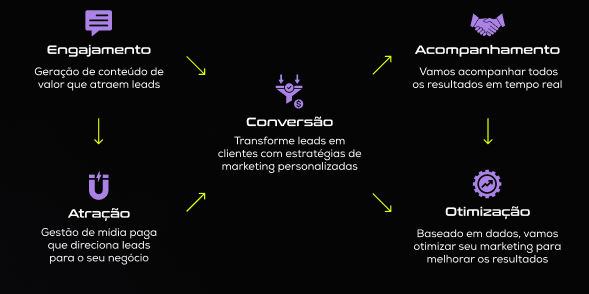 Engajamento
Geração de conteúdo de
valor que atraem leads
Atração
Gestão de mídia paga
que direciona leads
para o seu negócio
Conversão
Transforme leads em
clientes com estratégias de
marketing personalizadas
Acompanhamento
Vamos acompanhar todos
os resultados em tempo real
Otimização
Baseado em dados, vamos
otimizar seu marketing para
melhorar os resultados